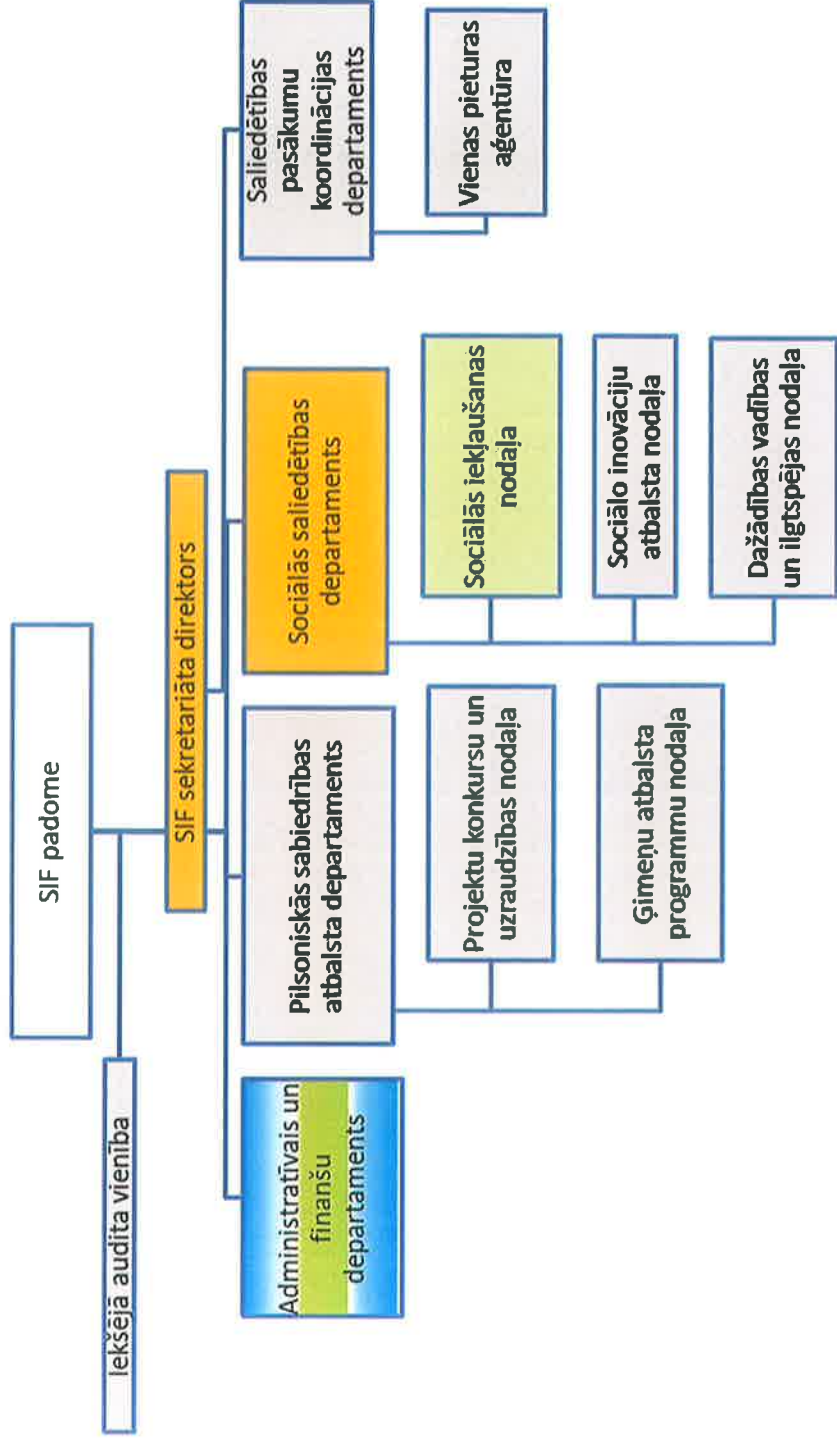 SIF padome
Iekšējā audita vienība
SIF sekretariāta direktors
Administratīvais un
finanšu
departaments
Pilsoniskās sabiedrības
atbalsta departaments
Projektu konkursu un
uzraudzības nodaļa
Ģimeņu atbalsta
programmu nodaļa
Sociālās saliedētības
departaments
Sociālās iekļaušanas
nodaļa
Sociālo inovāciju
atbalsta nodaļa
Dažādības vadības
un ilgtspējas nodaļa
Saliedētības
pasākumu
koordinācijas
departaments
Vienas pieturas
aģentūra